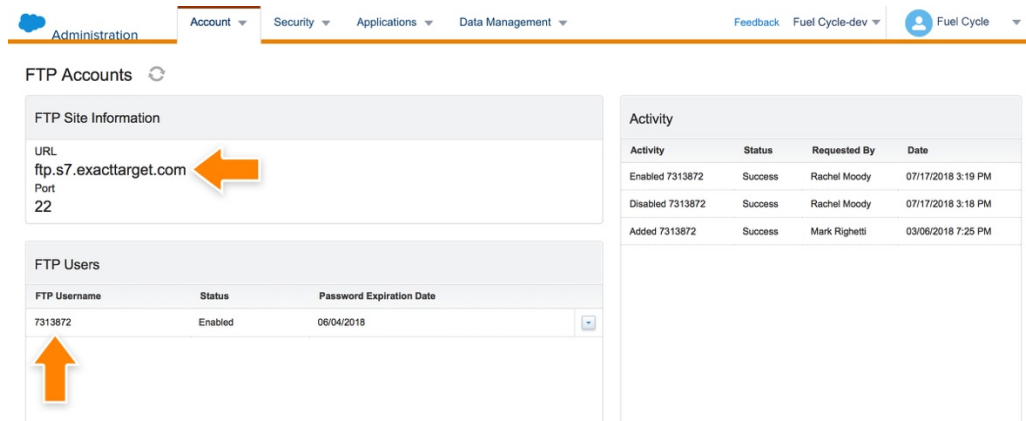 Administration
Account
Security
Applications
Data Management
Feedback
Fuel Cycle-dev
Fuel Cycle
FTP Accounts
FTP Site Information
URL
ftp.s7.exacttarget.com
Port
22
FTP Users
FTP Username Status Password Expiration Date
7313872 Enabled 06/04/2018
Activity
Activity Status Requested By Date
Enabled 7313872 Success Rachel Moody 07/17/2018 3:19 PM
Disabled 7313872 Success Rachel Moody 07/17/2018 3:18 PM
Added 7313872 Success Mark Righetti 03/06/2018 7:25 PM